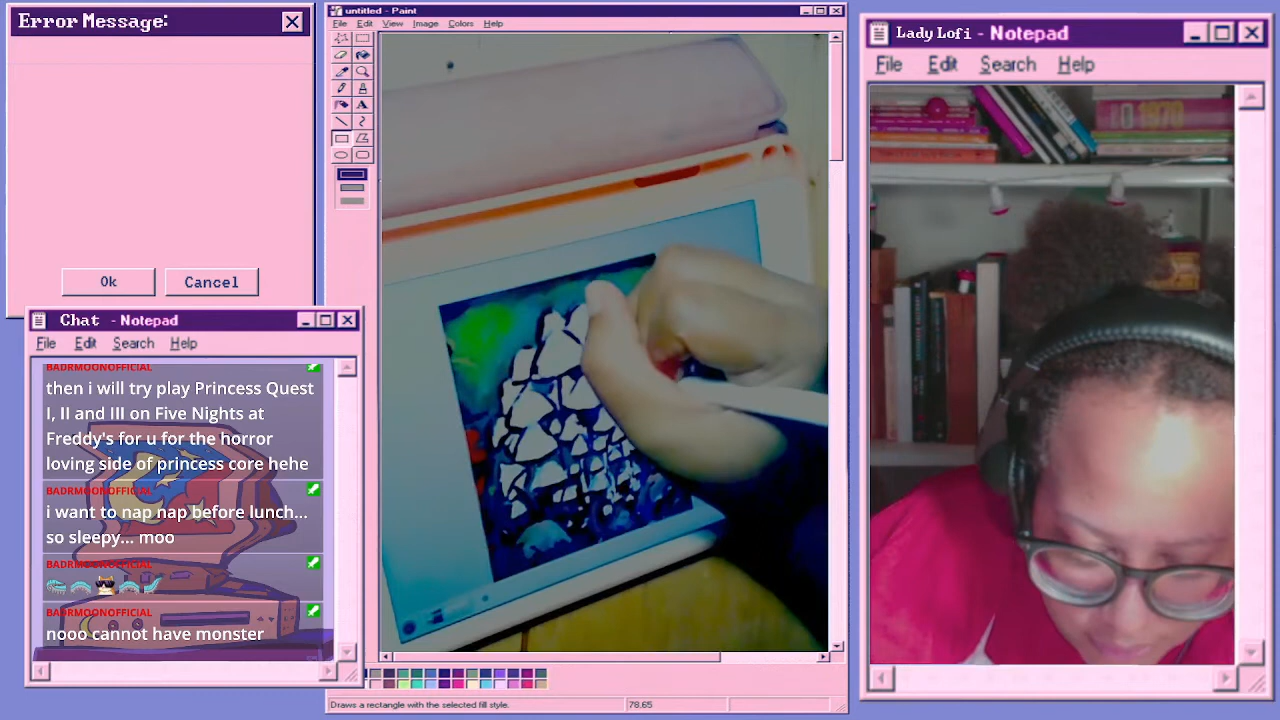 Error Message:
Ok
Cancel
Chat - Notepad
File Edit Search Help
BADRMOONOFFICIAL
then i will try play Princess Quest
I, II and III on Five Nights at
Freddy's for u for the horror
loving side of princess core hehe
BADRMOONOFFICIAL
i want to nap nap before lunch...
so sleepy... moo
BADRMOONOFFICIAL
BADRMOONOFFICIAL
nooo cannot have monster
untitled - Paint
File Edit View Image Colors Help
A
Draws a rectangle with the selected fill style.
78.65
Lady Lofi - Notepad
File Edit Search Help
1970